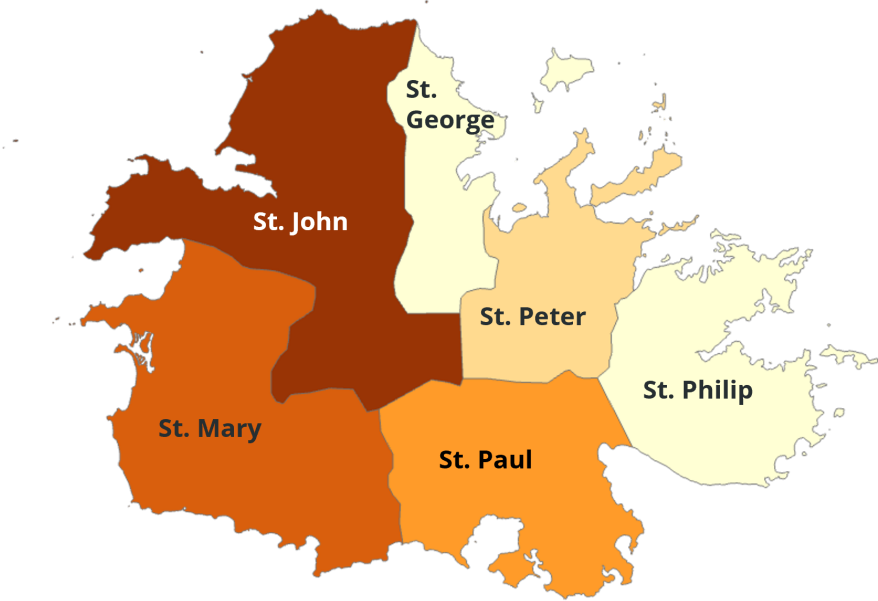 St.
George
St. John
St. Peter
St. Philip
St. Mary
St. Paul